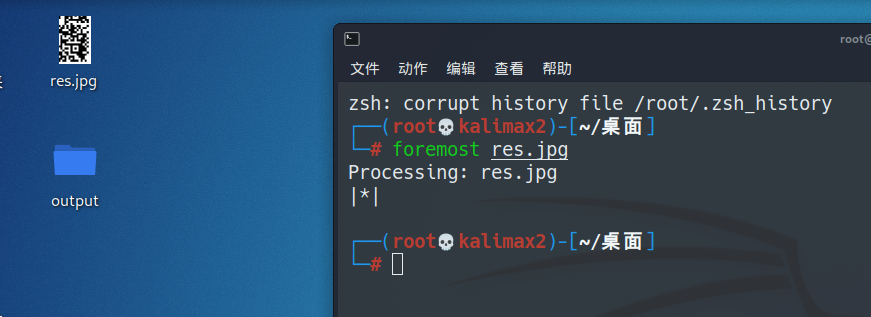 res.jpg
output
root@
文件 动作 编辑 查看 帮助
zsh: corrupt history file /root/.zsh_history
┌──(root💀kalimax2)-[~/桌面]
└─# foremost res.jpg
Processing: res.jpg
|*|
┌──(root💀kalimax2)-[~/桌面]
└─#